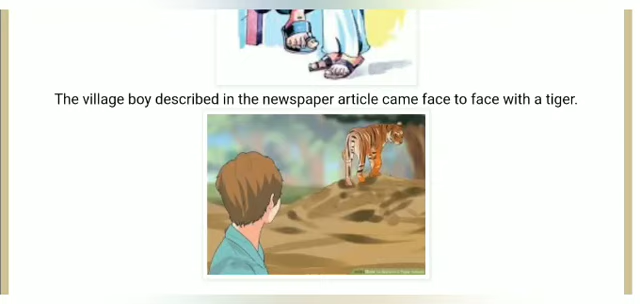 The village boy described in the newspaper article came face to face with a tiger.